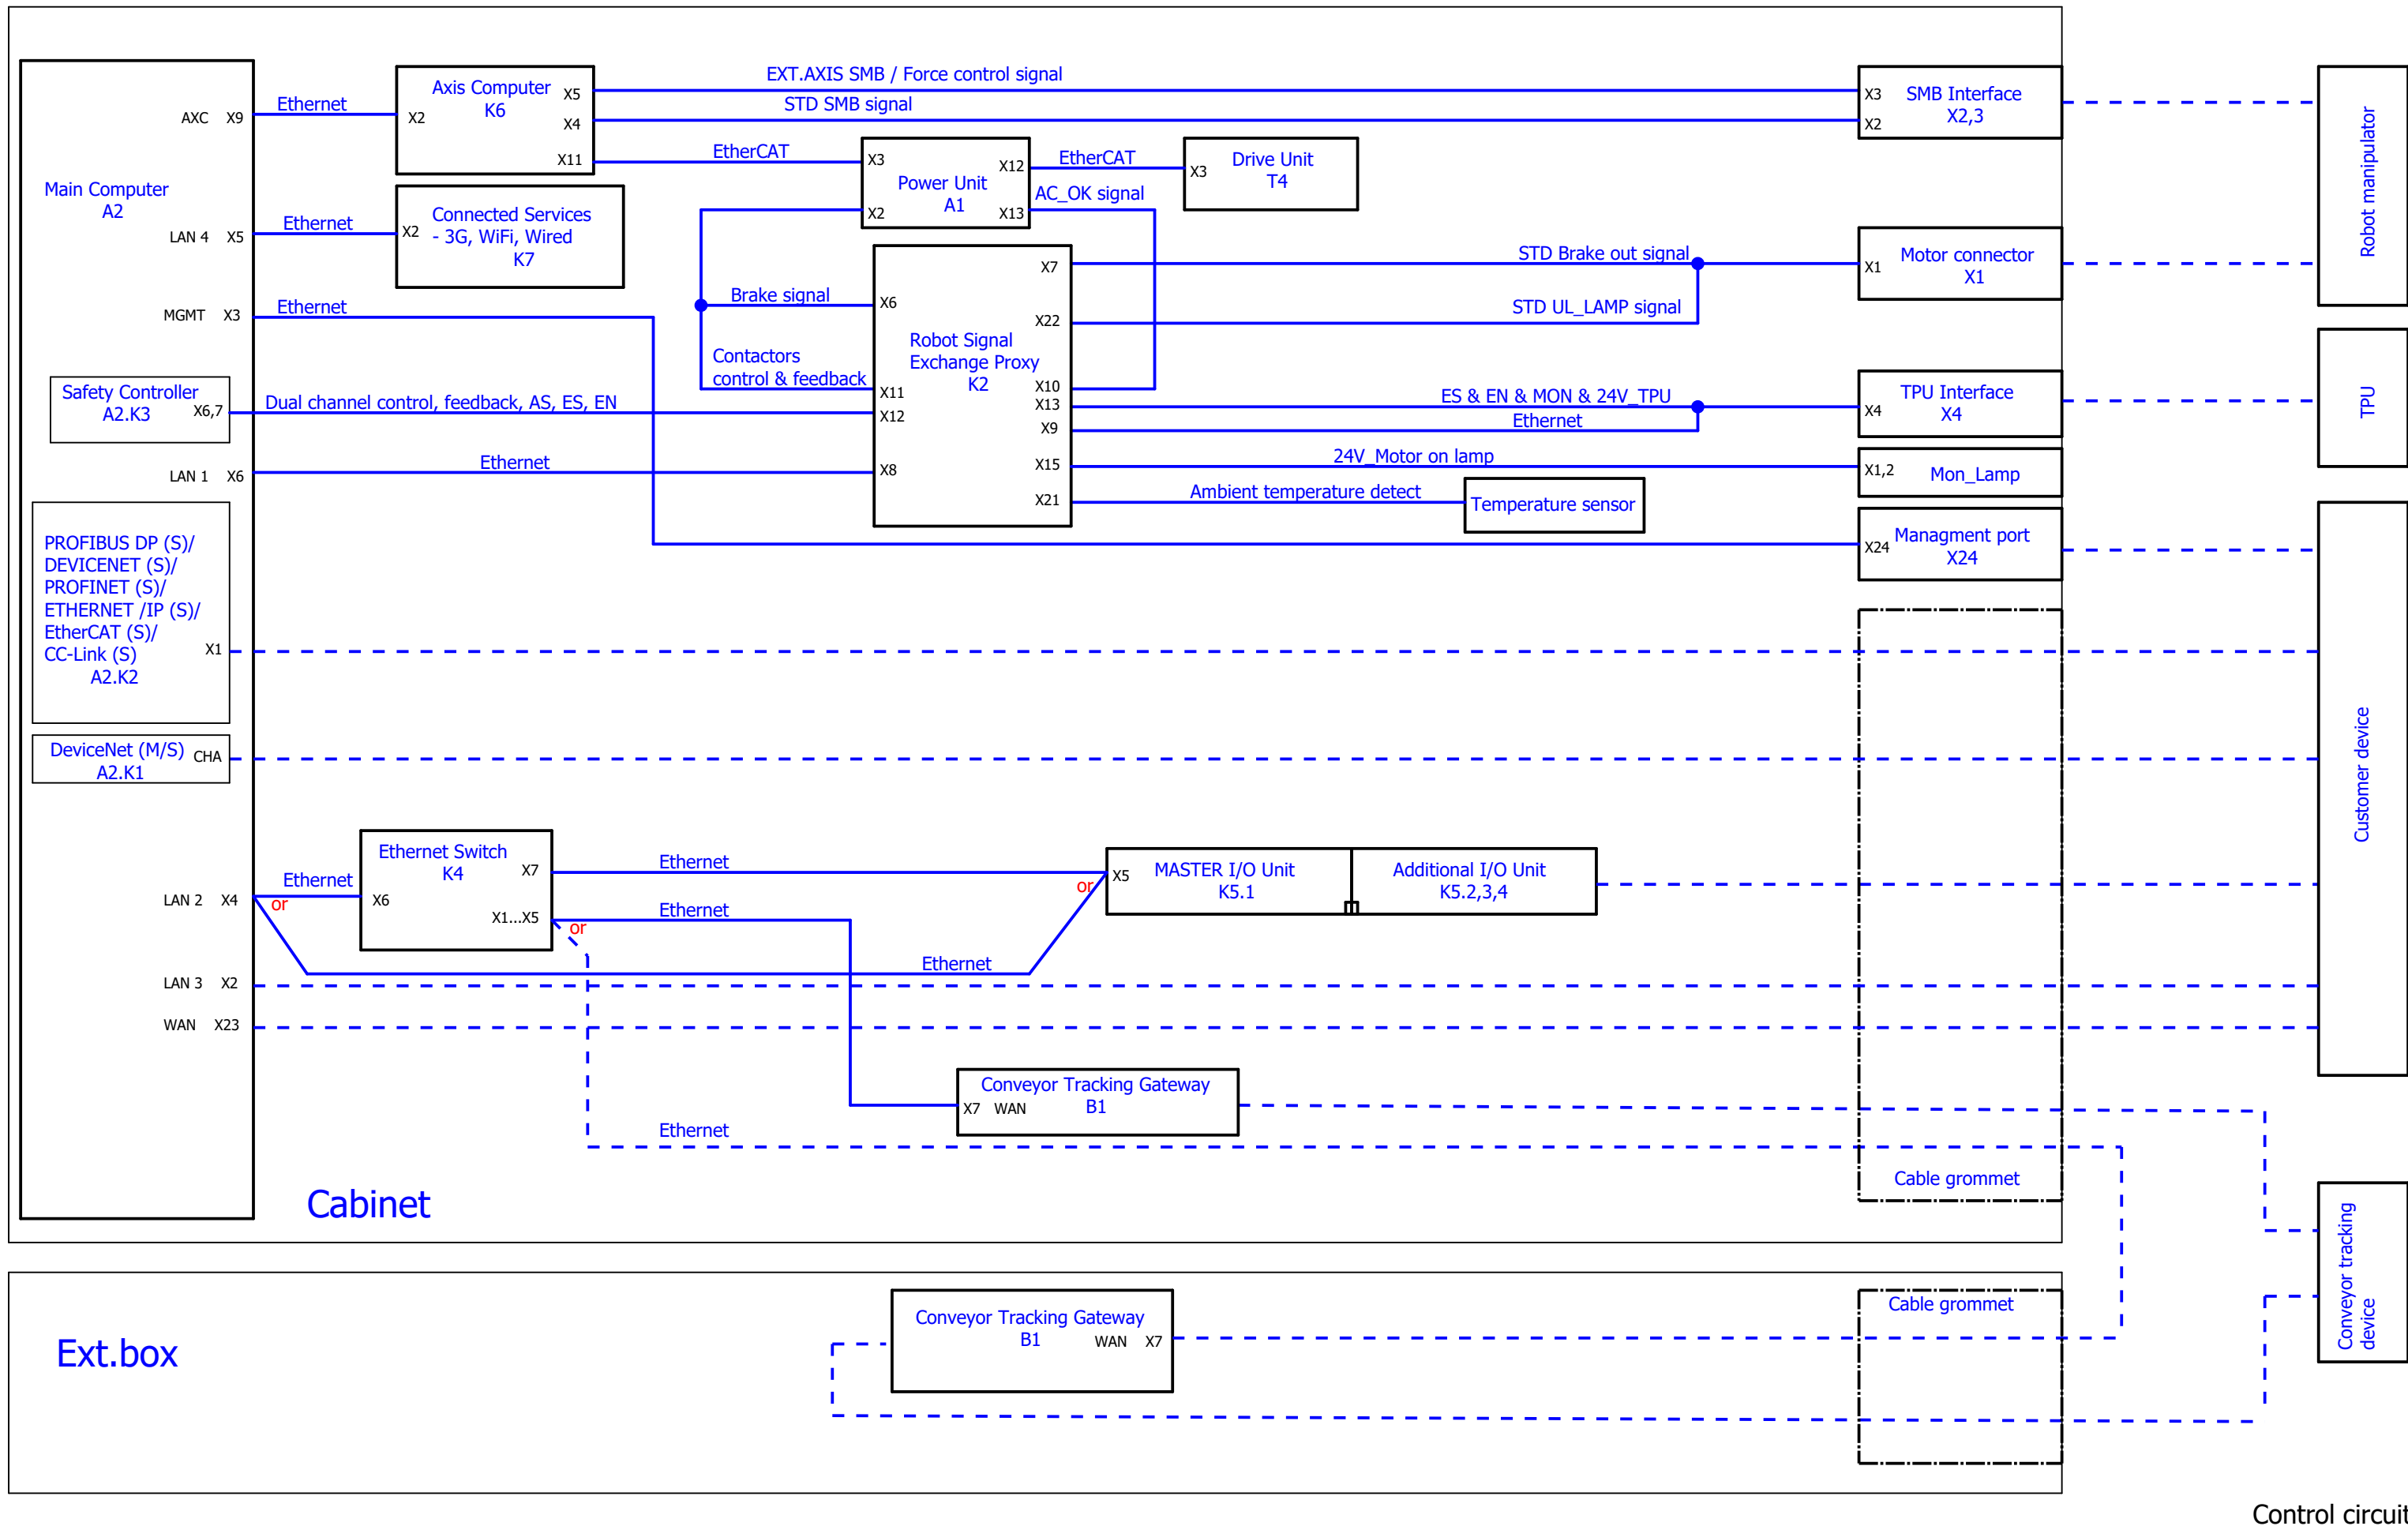 EXT.AXIS SMB / Force control signal
Axis Computer
K6
X5
X4
X2
X11
STD SMB signal
X3
X2
SMB Interface
X2,3
AXC X9
Ethernet
EtherCAT
X3
Power Unit
A1
X12
X2
X13
EtherCAT
X3
Drive Unit
T4
AC_OK signal
Robot manipulator
Main Computer
A2
LAN 4 X5
Ethernet
X2
Connected Services
- 3G, WiFi, Wired
K7
STD Brake out signal
X1
Motor connector
X1
X7
Brake signal
X6
MGMT X3
Ethernet
X22
STD UL_LAMP signal
Robot Signal
Exchange Proxy
K2
Contactors
control & feedback
X11
X10
Safety Controller
A2.K3
X6,7
Dual channel control, feedback, AS, ES, EN
X12
X13
ES & EN & MON & 24V_TPU
X9
Ethernet
X4
TPU Interface
X4
TPU
LAN 1 X6
Ethernet
X8
X15
24V_Motor on lamp
X1,2
Mon_Lamp
X21
Ambient temperature detect
Temperature sensor
X24
Managment port
X24
PROFIBUS DP (S)/
DEVICENET (S)/
PROFINET (S)/
ETHERNET /IP (S)/
EtherCAT (S)/
CC-Link (S)
A2.K2
X1
DeviceNet (M/S)
A2.K1
CHA
Customer device
Ethernet Switch
K4
X7
X6
X1...X5
Ethernet
or
X5
MASTER I/O Unit
K5.1
Additional I/O Unit
K5.2,3,4
LAN 2 X4
Ethernet
or
Ethernet
or
Ethernet
LAN 3 X2
WAN X23
Conveyor Tracking Gateway
B1
X7 WAN
Ethernet
Cable grommet
Cabinet
Conveyor tracking
device
Ext.box
Conveyor Tracking Gateway
B1
WAN X7
Cable grommet
Control circuit